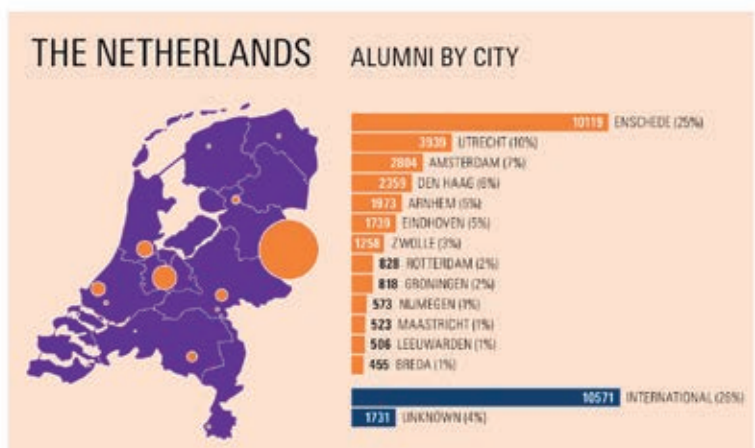 THE NETHERLANDS
ALUMNI BY CITY
10119 ENSCHEDE (25%)
3939 UTRECHT (10%)
2804 AMSTERDAM (7%)
2359 DEN HAAG (6%)
1973 ARNHEM (5%)
1739 EINDHOVEN (5%)
1258 ZWOLLE (3%)
828 ROTTERDAM (2%)
818 GRONINGEN (2%)
573 NIJMEGEN (1%)
523 MAASTRICHT (1%)
506 LEEUWARDEN (1%)
455 BREDA (1%)
10571 INTERNATIONAL (26%)
1731 UNKNOWN (4%)